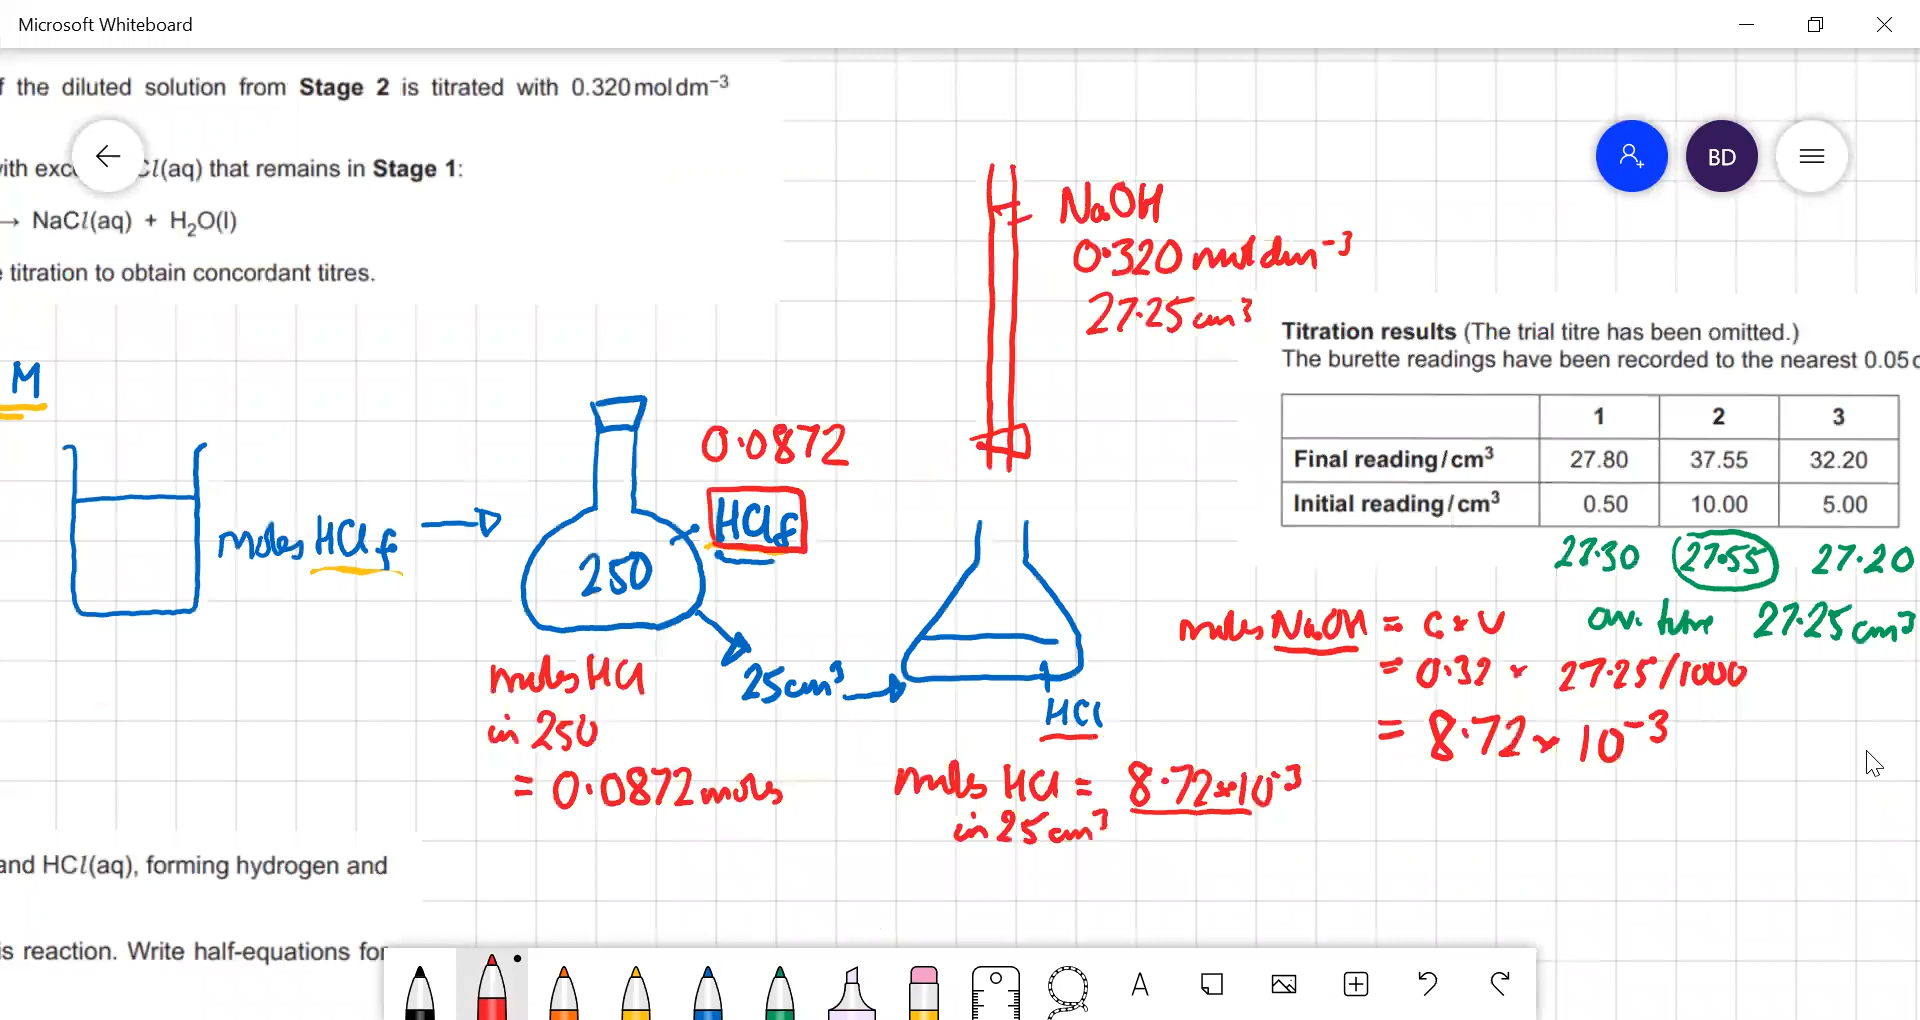 Microsoft Whiteboard
f the diluted solution from Stage 2 is titrated with 0.320 mol dm⁻³
ith exc Cl(aq) that remains in Stage 1:
→ NaCl(aq) + H₂O(l)
e titration to obtain concordant titres.
BD
NaOH
0.320 mol dm⁻³
27.25 cm³
Titration results (The trial titre has been omitted.)
The burette readings have been recorded to the nearest 0.05 c
1 2 3
Final reading/cm³ 27.80 37.55 32.20
Initial reading/cm³ 0.50 10.00 5.00
27.30 27.55 27.20
av. titre 27.25 cm³
M
moles HCl f
250
0.0872
HCl f
25 cm³
HCl
moles HCl
in 250
= 0.0872 moles
moles HCl = 8.72 × 10⁻³
in 25 cm³
moles NaOH = C × V
= 0.32 × 27.25/1000
= 8.72 × 10⁻³
and HCl(aq), forming hydrogen and
is reaction. Write half-equations for
A